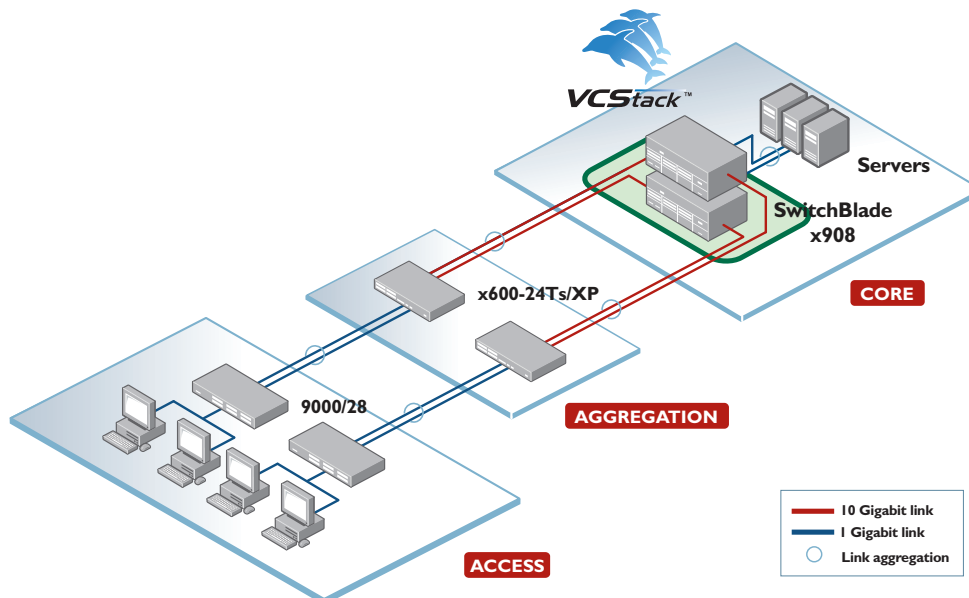 VCStack™
Servers
SwitchBlade
x908
CORE
x600-24Ts/XP
AGGREGATION
9000/28
ACCESS
10 Gigabit link
1 Gigabit link
Link aggregation